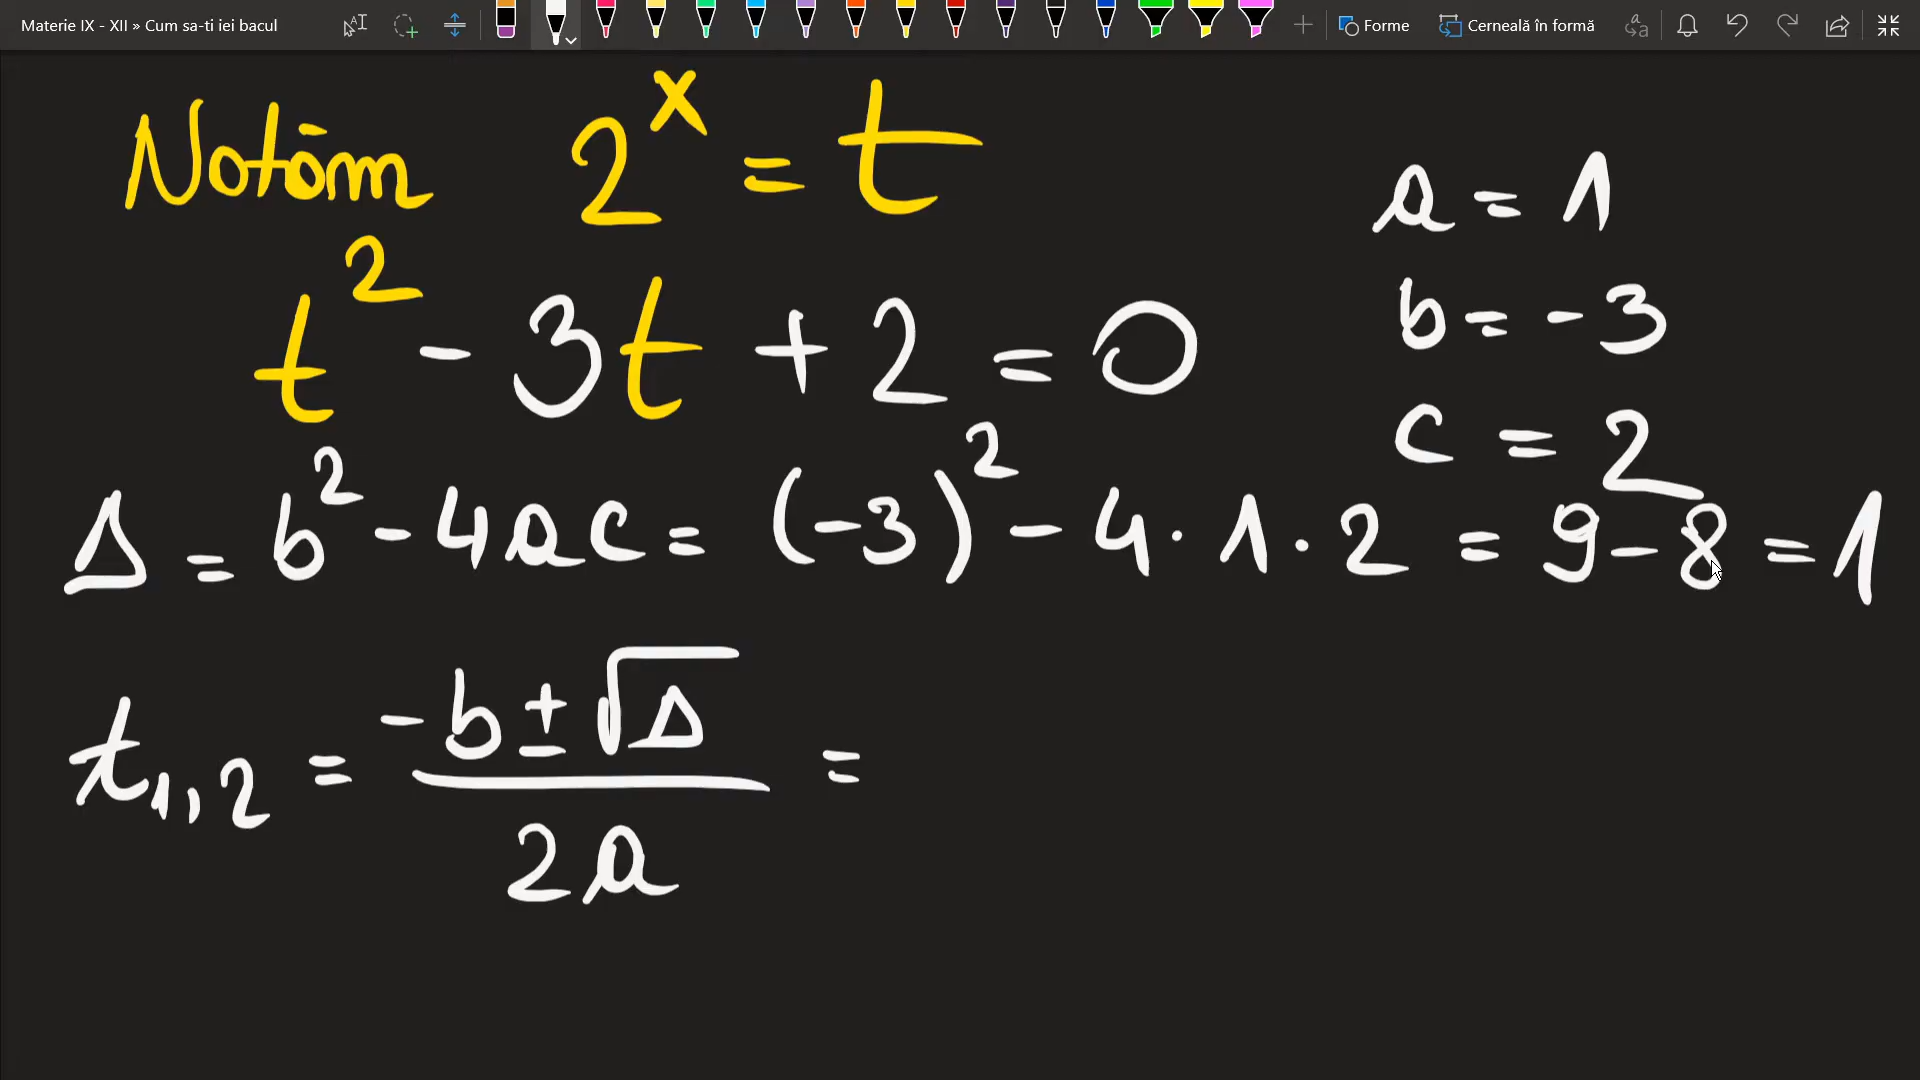 Materie IX - XII » Cum sa-ti iei bacul
Forme
Cerneală în formă
Notăm 2^x = t
a = 1
t² - 3t + 2 = 0
b = -3
c = 2
Δ = b² - 4ac = (-3)² - 4 · 1 · 2 = 9 - 8 = 1
t₁,₂ = (-b ± √Δ) / 2a =